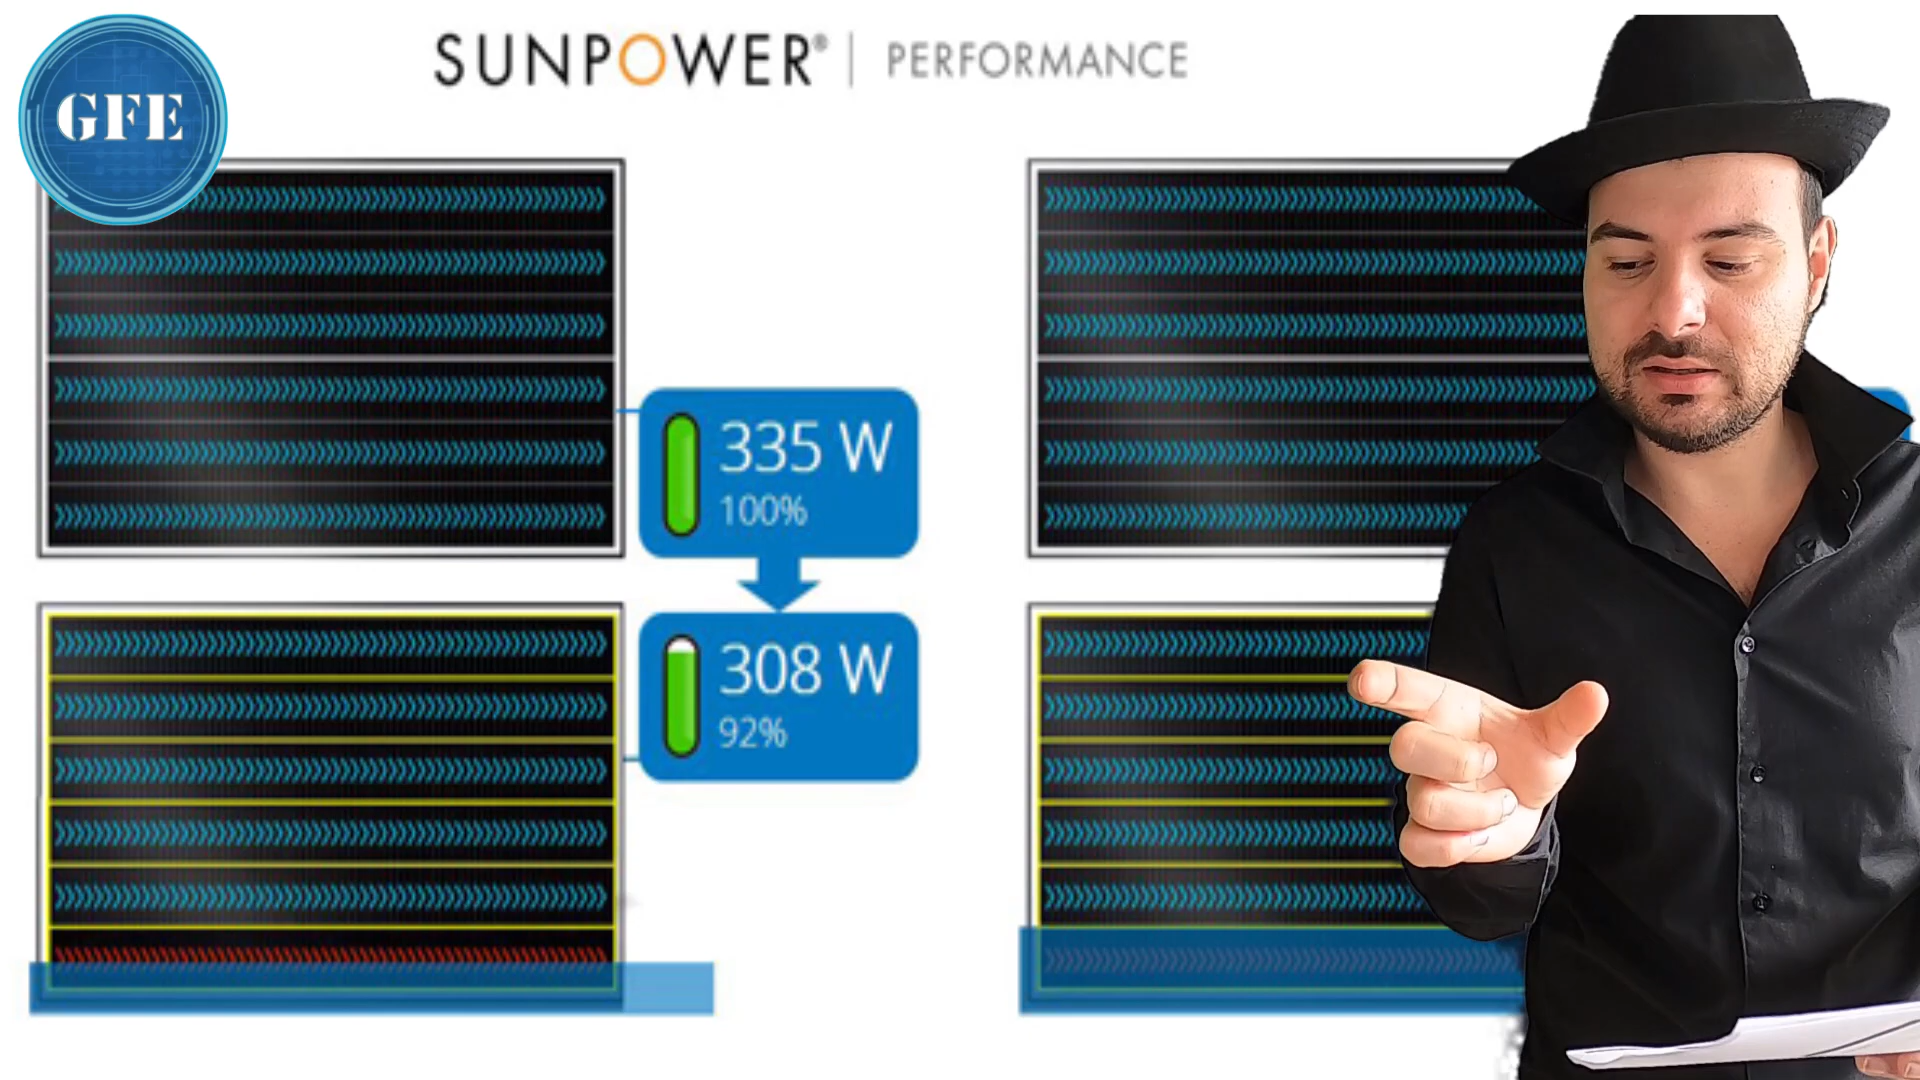 GFE
SUNPOWER® | PERFORMANCE
335 W
100%
308 W
92%